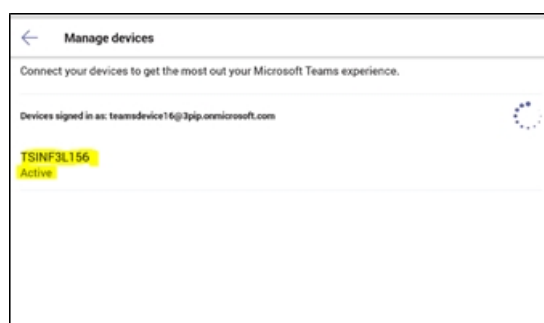 Manage devices
Connect your devices to get the most out your Microsoft Teams experience.
Devices signed in as: teamsdevice16@3pip.onmicrosoft.com
TSINF3L156
Active